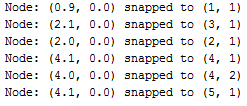 Node: (0.9, 0.0) snapped to (1, 1)
Node: (2.1, 0.0) snapped to (3, 1)
Node: (2.0, 0.0) snapped to (2, 1)
Node: (4.1, 0.0) snapped to (4, 1)
Node: (4.0, 0.0) snapped to (4, 2)
Node: (4.1, 0.0) snapped to (5, 1)